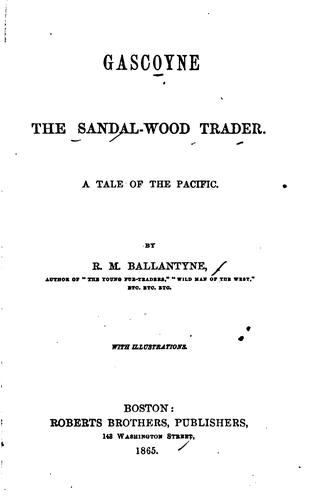 GASCOYNE
THE SANDAL-WOOD TRADER.
A TALE OF THE PACIFIC.
BY
R. M. BALLANTYNE,
AUTHOR OF "THE YOUNG FUR-TRADERS," "WILD MAN OF THE WEST,"
ETC. ETC. ETC.
WITH ILLUSTRATIONS.
BOSTON:
ROBERTS BROTHERS, PUBLISHERS,
143 WASHINGTON STREET,
1865.